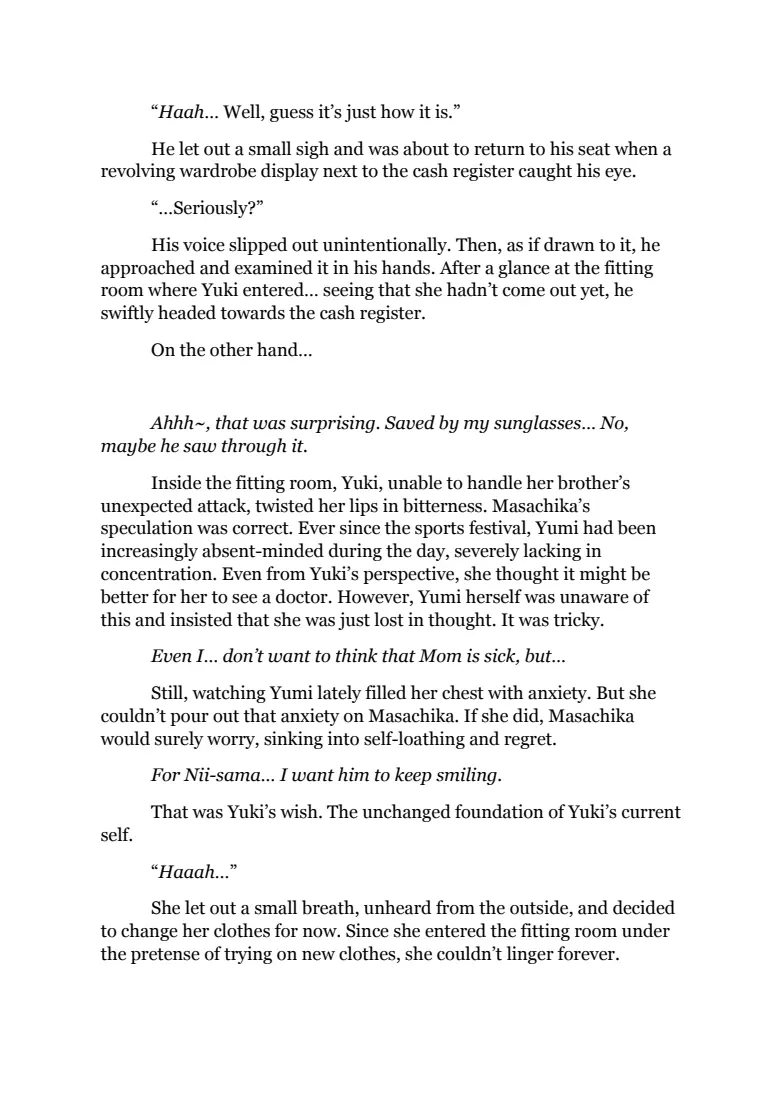 “Haah… Well, guess it’s just how it is.”
He let out a small sigh and was about to return to his seat when a
revolving wardrobe display next to the cash register caught his eye.
“…Seriously?”
His voice slipped out unintentionally. Then, as if drawn to it, he
approached and examined it in his hands. After a glance at the fitting
room where Yuki entered… seeing that she hadn’t come out yet, he
swiftly headed towards the cash register.
On the other hand…
Ahhh~, that was surprising. Saved by my sunglasses… No,
maybe he saw through it.
Inside the fitting room, Yuki, unable to handle her brother’s
unexpected attack, twisted her lips in bitterness. Masachika’s
speculation was correct. Ever since the sports festival, Yumi had been
increasingly absent-minded during the day, severely lacking in
concentration. Even from Yuki’s perspective, she thought it might be
better for her to see a doctor. However, Yumi herself was unaware of
this and insisted that she was just lost in thought. It was tricky.
Even I… don’t want to think that Mom is sick, but…
Still, watching Yumi lately filled her chest with anxiety. But she
couldn’t pour out that anxiety on Masachika. If she did, Masachika
would surely worry, sinking into self-loathing and regret.
For Nii-sama… I want him to keep smiling.
That was Yuki’s wish. The unchanged foundation of Yuki’s current
self.
“Haaah…”
She let out a small breath, unheard from the outside, and decided
to change her clothes for now. Since she entered the fitting room under
the pretense of trying on new clothes, she couldn’t linger forever.